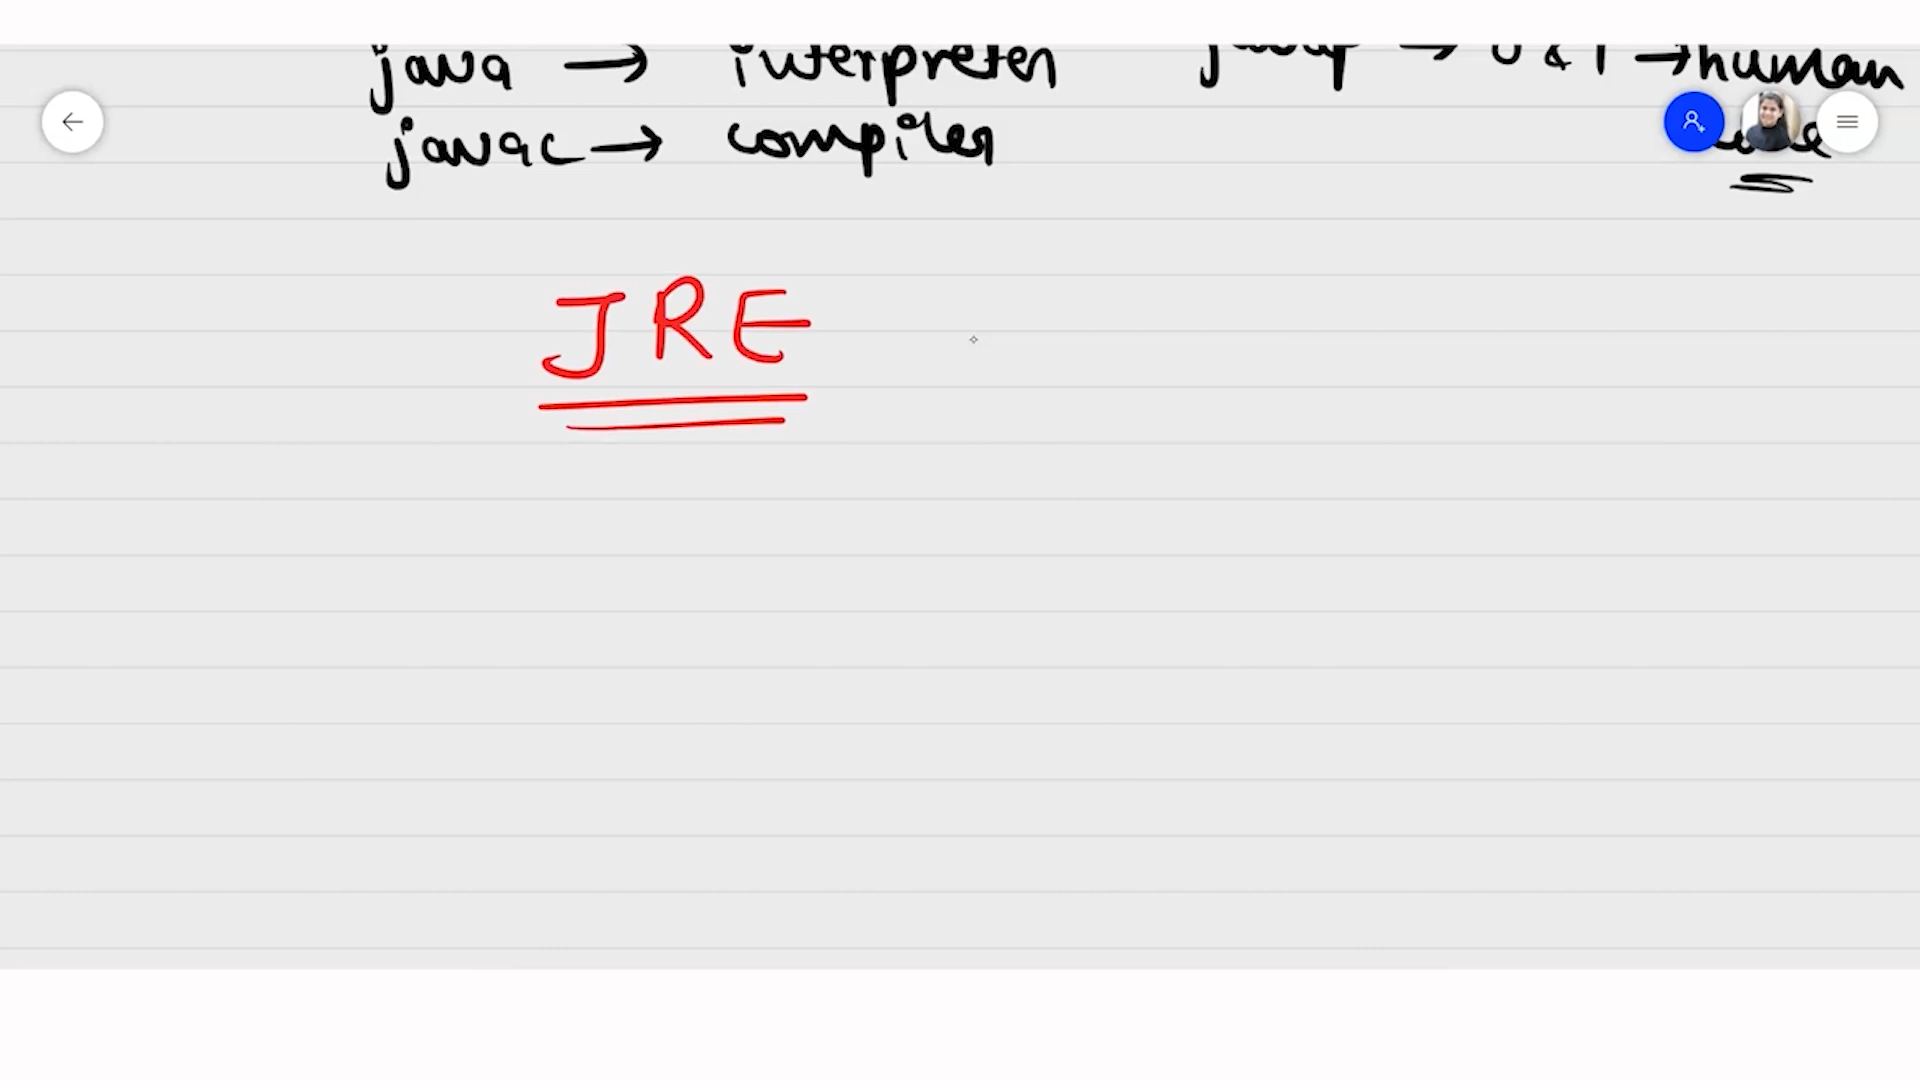 java → interpreter → human
javac → compiler
JRE